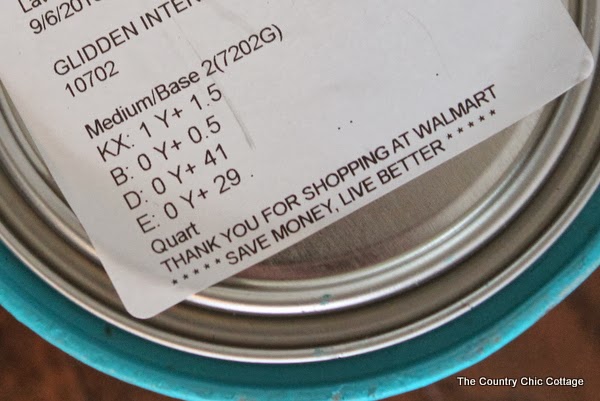 9/6/201
GLIDDEN
10702
Medium/Base 2(7202G)
KX: 1 Y+ 1.5
B: 0 Y+ 0.5
D: 0 Y+ 41
E: 0 Y+ 29
Quart
THANK YOU FOR SHOPPING AT WALMART
* * * * * SAVE MONEY, LIVE BETTER * * * * *
The Country Chic Cottage